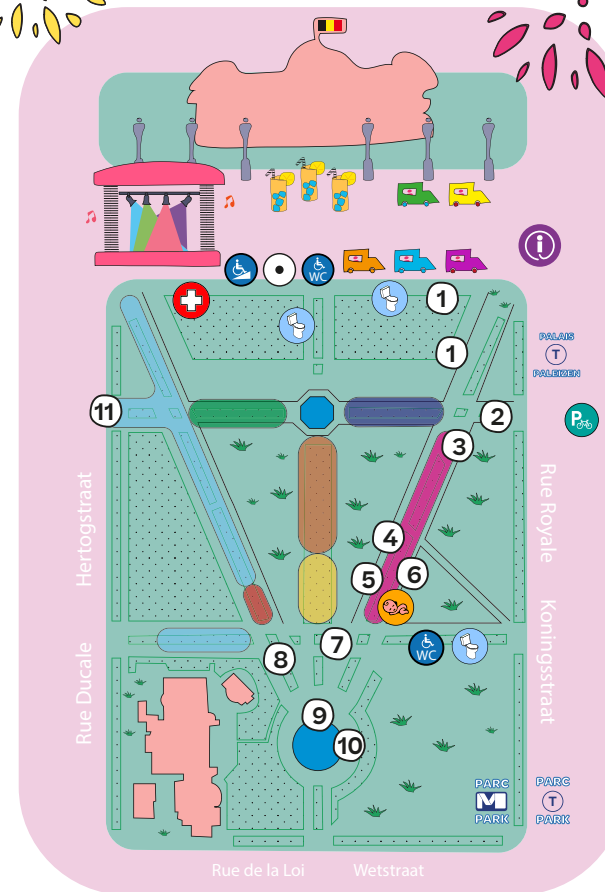 i
WC
1
1
PALAIS
T
PALEIZEN
11
2
P
3
Hertogstraat
Rue Royale
4
5
6
Rue Ducale
Koningsstraat
7
8
WC
9
10
PARC
M
PARK
PARC
T
PARK
Rue de la Loi
Wetstraat